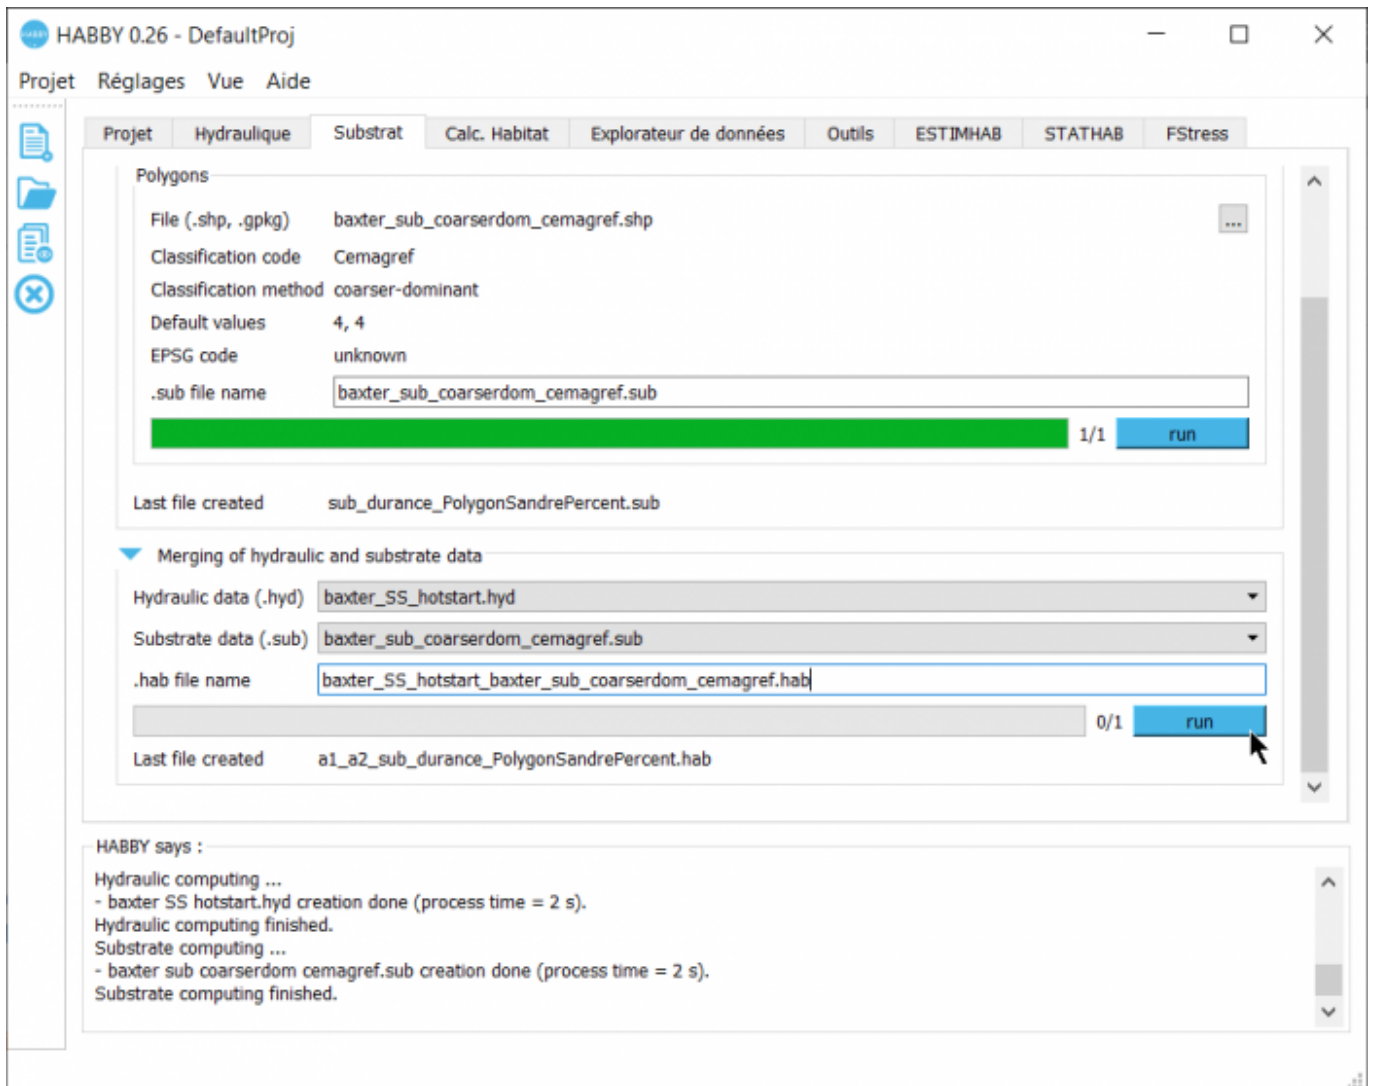 HABBY 0.26 - DefaultProj
Projet Réglages Vue Aide
Projet Hydraulique Substrat Calc. Habitat Explorateur de données Outils ESTIMHAB STATHAB FStress
Polygons
File (.shp, .gpkg) baxter_sub_coarserdom_cemagref.shp ...
Classification code Cemagref
Classification method coarser-dominant
Default values 4, 4
EPSG code unknown
.sub file name baxter_sub_coarserdom_cemagref.sub
1/1 run
Last file created sub_durance_PolygonSandrePercent.sub
Merging of hydraulic and substrate data
Hydraulic data (.hyd) baxter_SS_hotstart.hyd
Substrate data (.sub) baxter_sub_coarserdom_cemagref.sub
.hab file name baxter_SS_hotstart_baxter_sub_coarserdom_cemagref.hab
0/1 run
Last file created a1_a2_sub_durance_PolygonSandrePercent.hab
HABBY says :
Hydraulic computing ...
- baxter SS hotstart.hyd creation done (process time = 2 s).
Hydraulic computing finished.
Substrate computing ...
- baxter sub coarserdom cemagref.sub creation done (process time = 2 s).
Substrate computing finished.